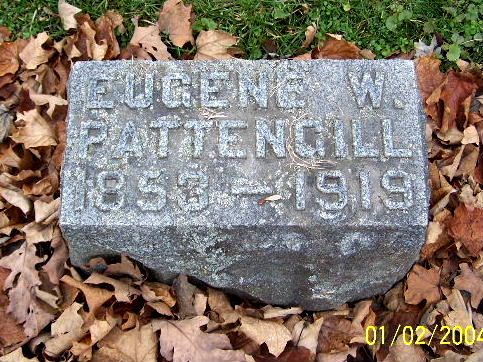 EUGENE W.
PATTENGILL
1853 — 1919
01/02/2004